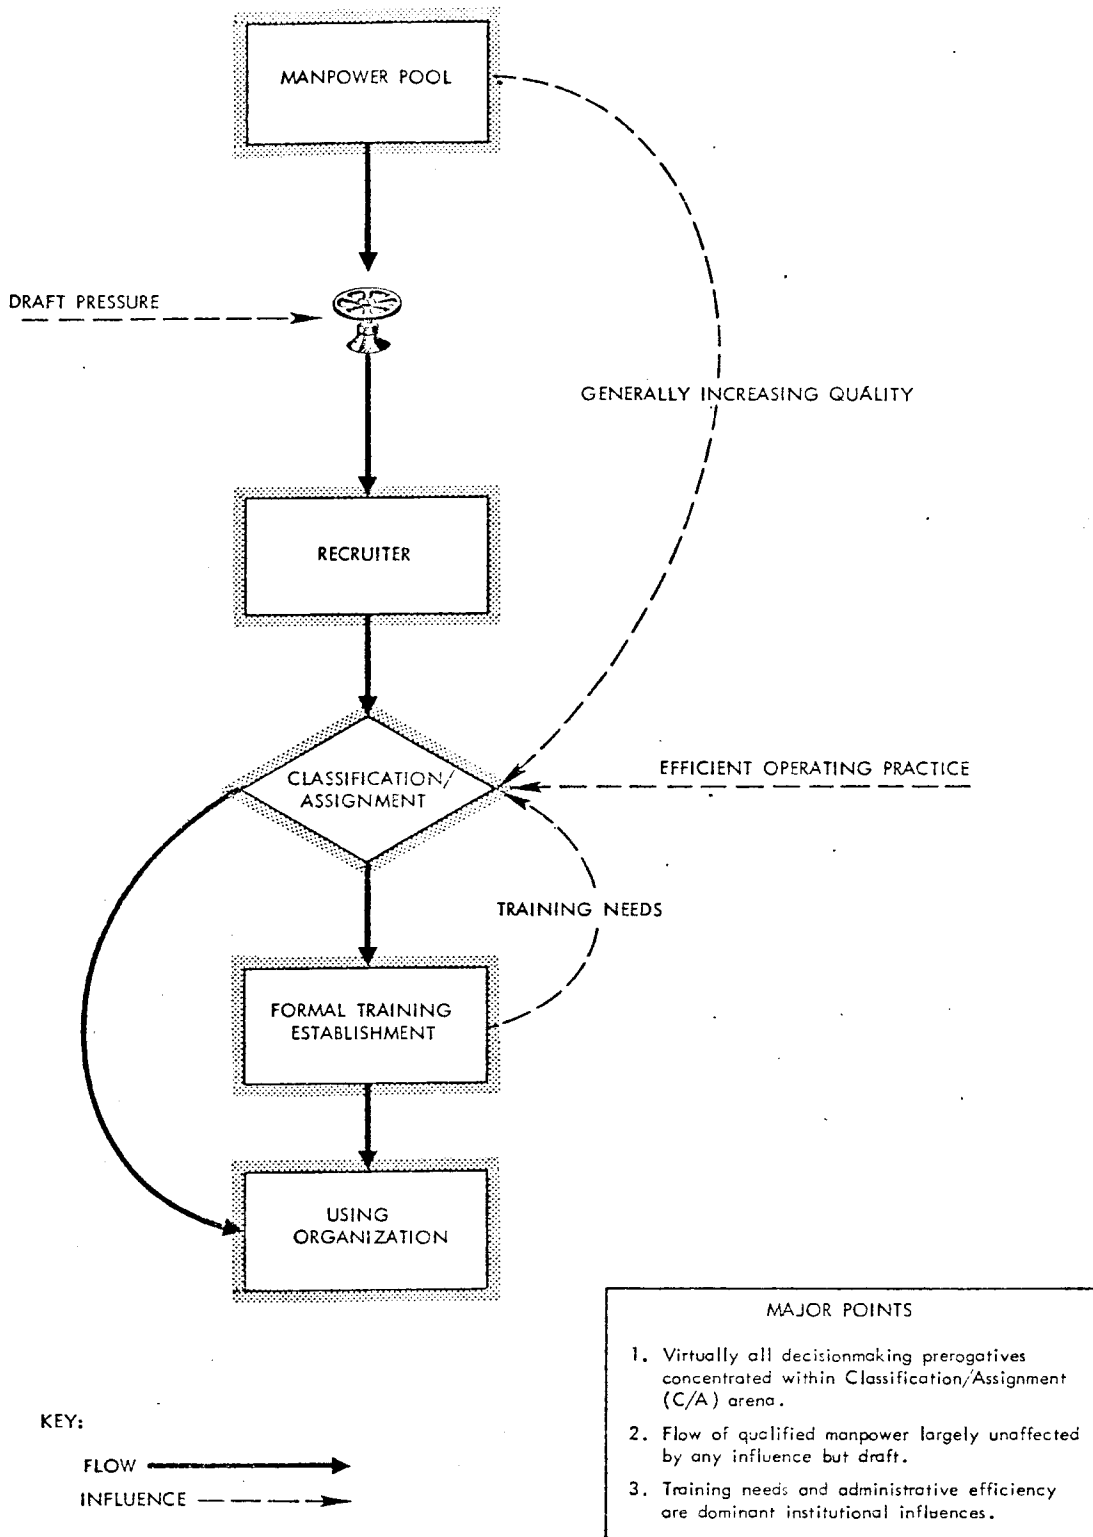 MANPOWER POOL
DRAFT PRESSURE
GENERALLY INCREASING QUALITY
RECRUITER
CLASSIFICATION/
ASSIGNMENT
EFFICIENT OPERATING PRACTICE
TRAINING NEEDS
FORMAL TRAINING
ESTABLISHMENT
USING
ORGANIZATION
KEY:
FLOW
INFLUENCE
MAJOR POINTS
1. Virtually all decisionmaking prerogatives
concentrated within Classification/Assignment
(C/A) arena.
2. Flow of qualified manpower largely unaffected
by any influence but draft.
3. Training needs and administrative efficiency
are dominant institutional influences.